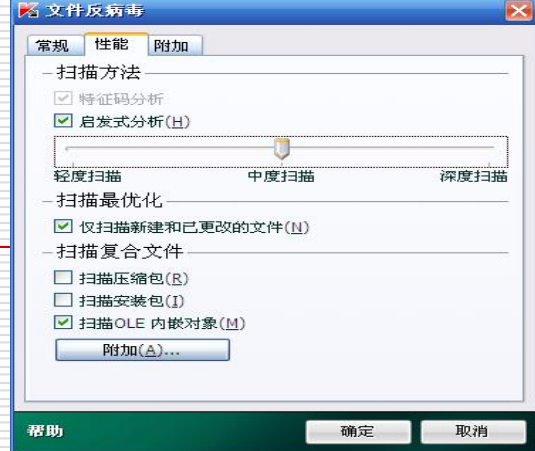 文件反病毒
常规 性能 附加
扫描方法
特征码分析
启发式分析(H)
轻度扫描 中度扫描 深度扫描
扫描最优化
仅扫描新建和已更改的文件(N)
扫描复合文件
扫描压缩包(R)
扫描安装包(I)
扫描OLE 内嵌对象(M)
附加(A)...
帮助 确定 取消